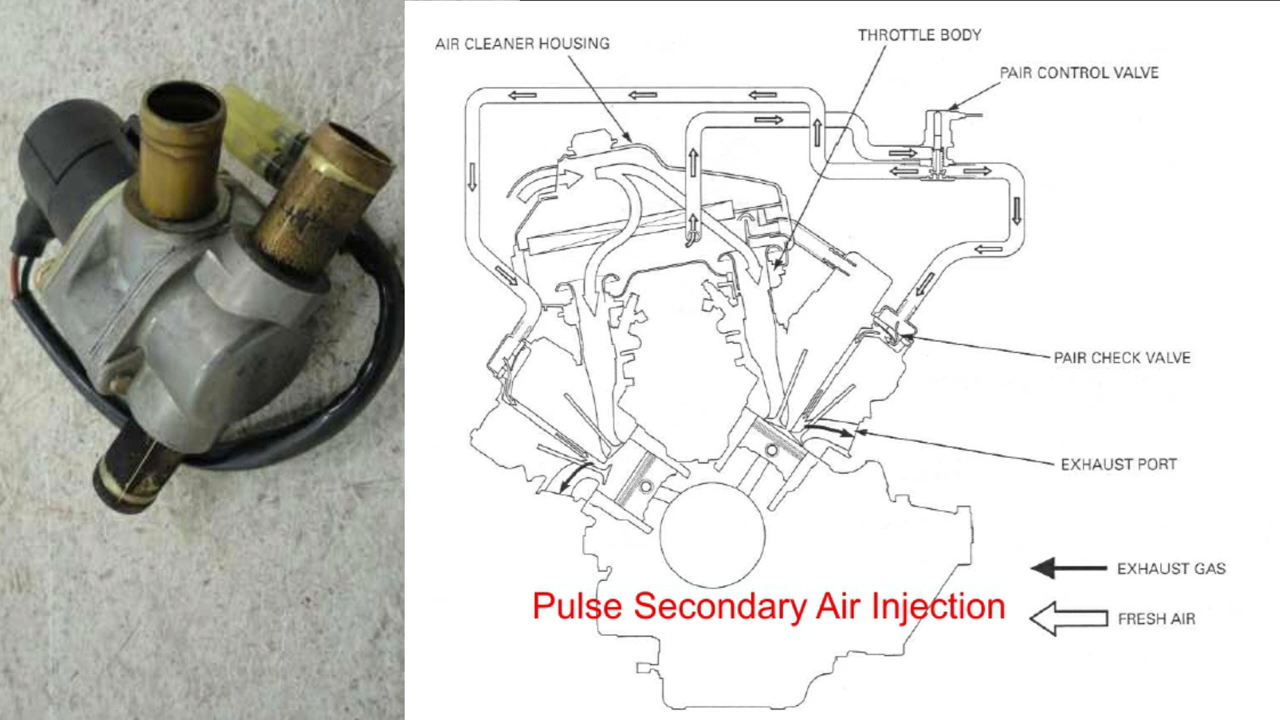 AIR CLEANER HOUSING
THROTTLE BODY
PAIR CONTROL VALVE
PAIR CHECK VALVE
EXHAUST PORT
EXHAUST GAS
FRESH AIR
Pulse Secondary Air Injection